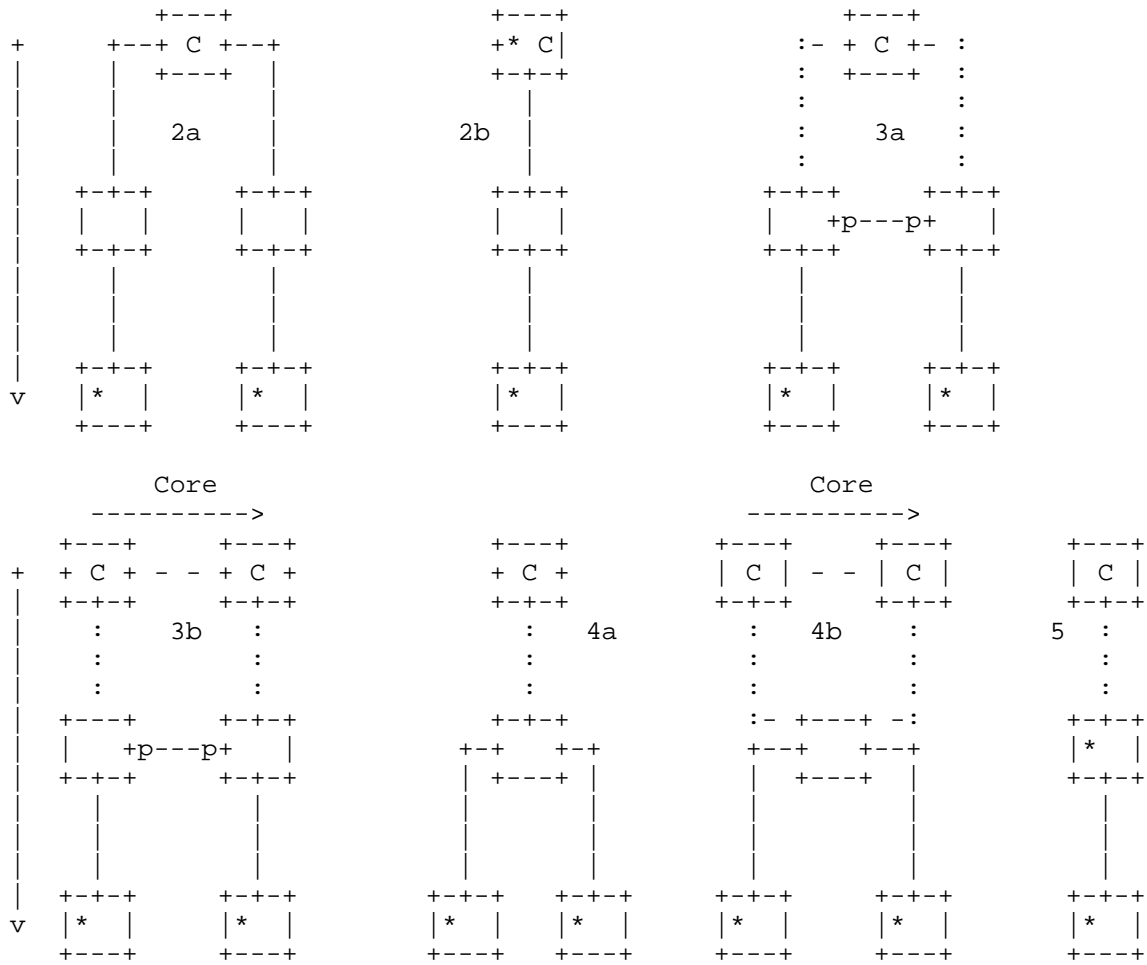 +---+                      +---+                       +---+
+       +--+ C +--+                  +* C|                   :- + C +- :
|       |  +---+  |                  +-+-+                   :  +---+  :
|       |         |                    |                     :         :
|       |   2a    |                2b  |                     :    3a   :
|       |         |                    |                     :         :
|     +-+-+     +-+-+                +-+-+                 +-+-+     +-+-+
|     |   |     |   |                |   |                 |   +p---p+   |
|     +-+-+     +-+-+                +-+-+                 +-+-+     +-+-+
|       |         |                    |                     |         |
|       |         |                    |                     |         |
|       |         |                    |                     |         |
|     +-+-+     +-+-+                +-+-+                 +-+-+     +-+-+
v     |*  |     |*  |                |*  |                 |*  |     |*  |
      +---+     +---+                +---+                 +---+     +---+
         Core                                     Core
     ---------->                              ---------->
   +---+     +---+            +---+         +---+     +---+        +---+
+  + C + - - + C +            + C +         | C | - - | C |        | C |
|  +-+-+     +-+-+            +-+-+         +-+-+     +-+-+        +-+-+
|    :   3b    :                :   4a        :   4b    :       5  :
|    :         :                :             :         :          :
|    :         :                :             :         :          :
|  +---+     +-+-+            +---+           :- +---+ -:        +-+-+
|  |   +p---p+   |          +-+   +-+         +--+   +---+       |*  |
|  +-+-+     +-+-+          | +---+ |         |  +---+  |        +-+-+
|    |         |            |       |         |         |          |
|    |         |            |       |         |         |          |
|    |         |            |       |         |         |          |
|  +-+-+     +-+-+        +-+-+   +-+-+     +-+-+     +-+-+      +-+-+
v  |*  |     |*  |        |*  |   |*  |     |*  |     |*  |      |*  |
   +---+     +---+        +---+   +---+     +---+     +---+      +---+